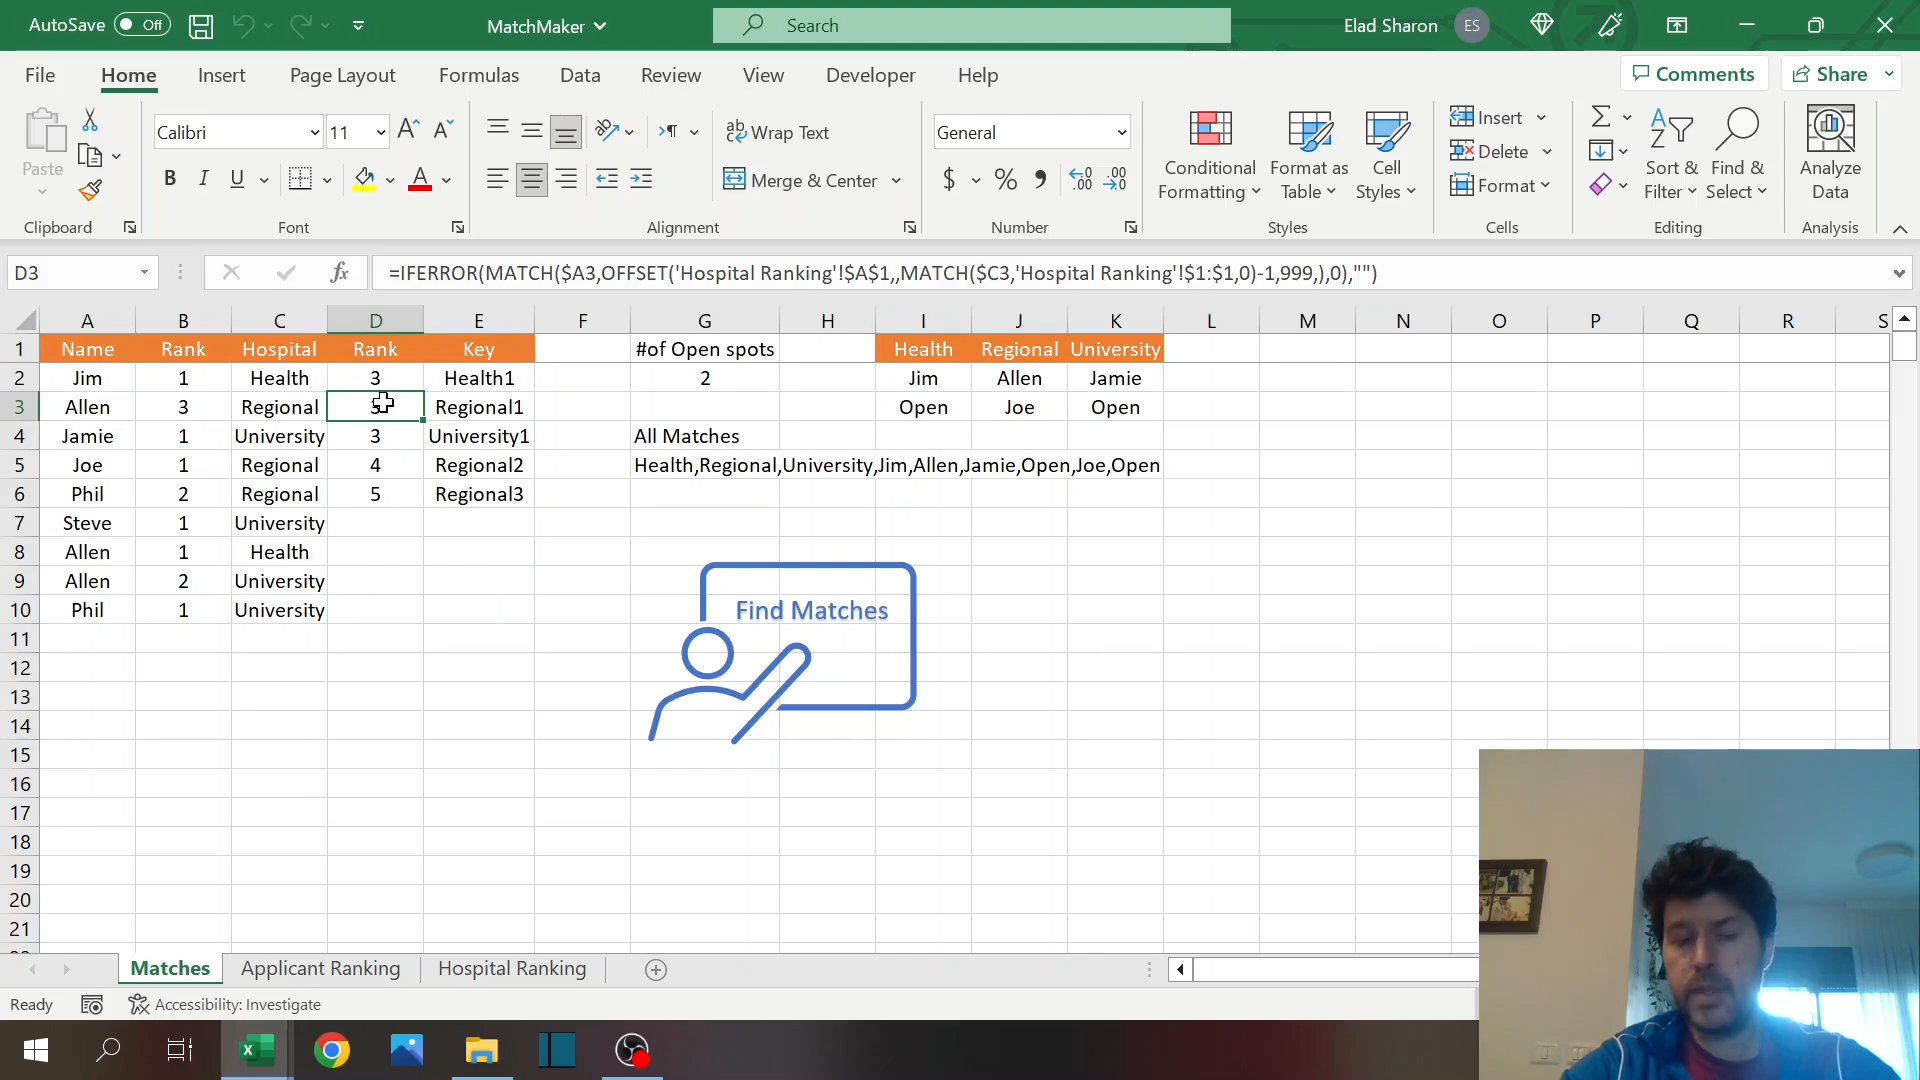 AutoSave Off MatchMaker Search Elad Sharon ES
File Home Insert Page Layout Formulas Data Review View Developer Help Comments Share
Paste Calibri 11 Wrap Text General Conditional Formatting Format as Table Cell Styles Insert Sort & Filter Find & Select Analyze Data
B I U Merge & Center $ % Delete
Format
Clipboard Font Alignment Number Styles Cells Editing Analysis
D3 fx =IFERROR(MATCH($A3,OFFSET('Hospital Ranking'!$A$1,,MATCH($C3,'Hospital Ranking'!$1:$1,0)-1,999,),0),"")
A B C D E F G H I J K L M N O P Q R S
1 Name Rank Hospital Rank Key #of Open spots Health Regional University
2 Jim 1 Health 3 Health1 2 Jim Allen Jamie
3 Allen 3 Regional Regional1 Open Joe Open
4 Jamie 1 University 3 University1 All Matches
5 Joe 1 Regional 4 Regional2 Health,Regional,University,Jim,Allen,Jamie,Open,Joe,Open
6 Phil 2 Regional 5 Regional3
7 Steve 1 University
8 Allen 1 Health
9 Allen 2 University
10 Phil 1 University
Find Matches
11
12
13
14
15
16
17
18
19
20
21
Matches Applicant Ranking Hospital Ranking
Ready Accessibility: Investigate